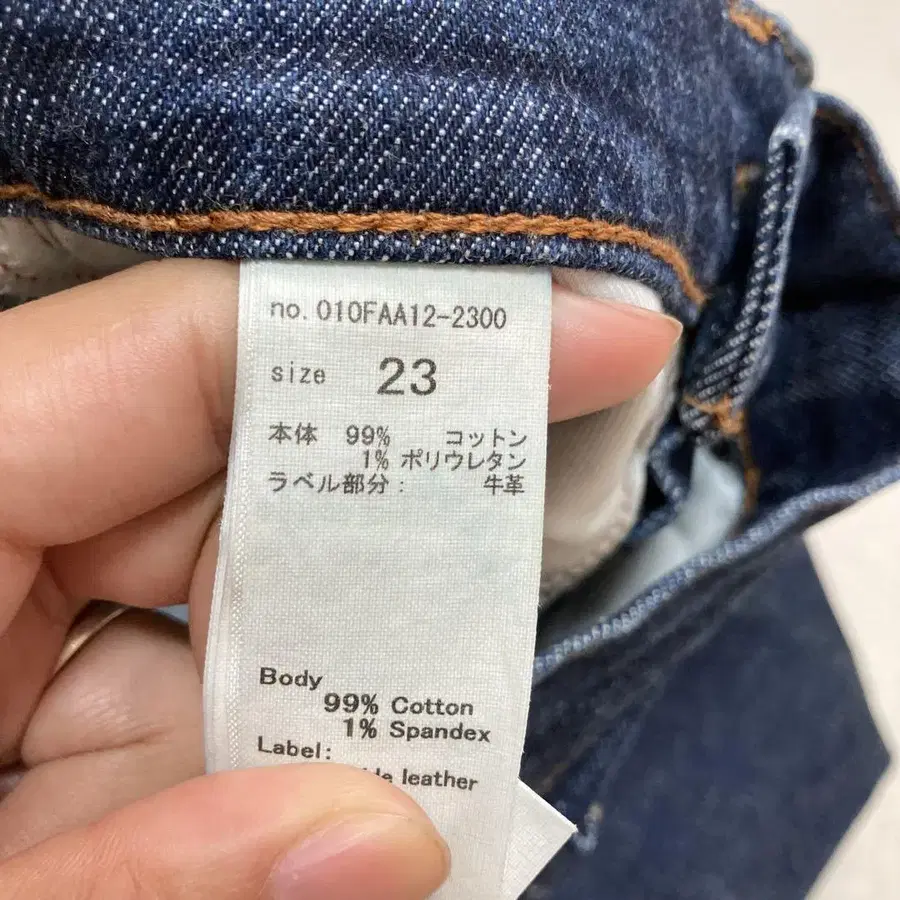 no. 010FAA12-2300
size 23
本体 99% コットン
1% ポリウレタン
ラベル部分: 牛革
Body
99% Cotton
1% Spandex
Label:
leather